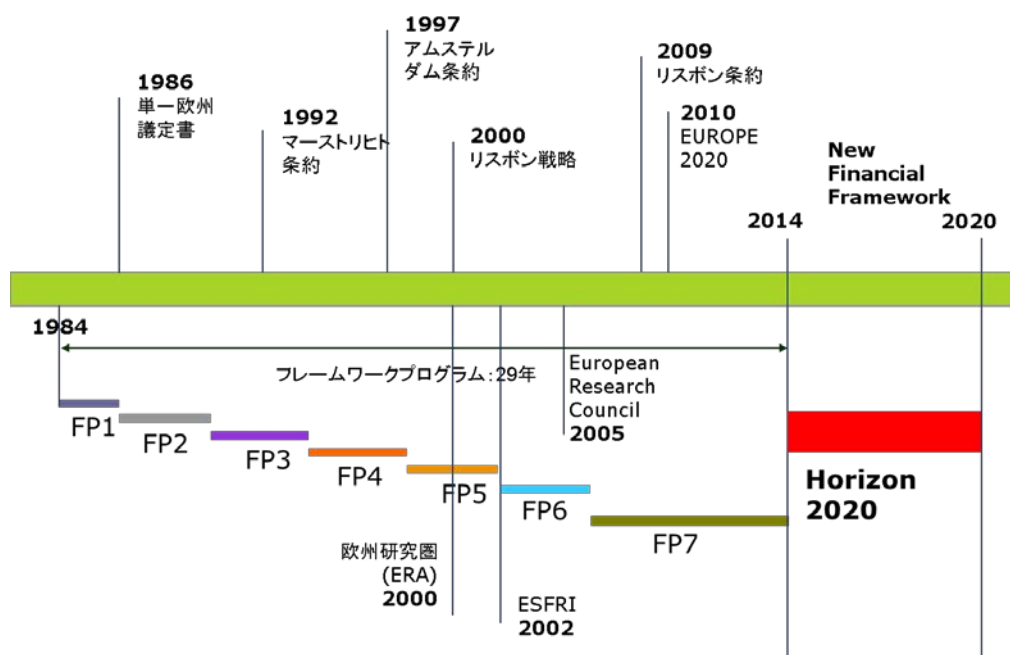 1997
アムステル
ダム条約
2009
リスボン条約
1986
単一欧州
議定書
1992
マーストリヒト
条約
2000
リスボン戦略
2010
EUROPE
2020
New
Financial
Framework
2014
2020
1984
フレームワークプログラム：29年
European
Research
Council
2005
FP1
FP2
FP3
FP4
FP5
FP6
FP7
Horizon
2020
欧州研究圏
(ERA)
2000
ESFRI
2002